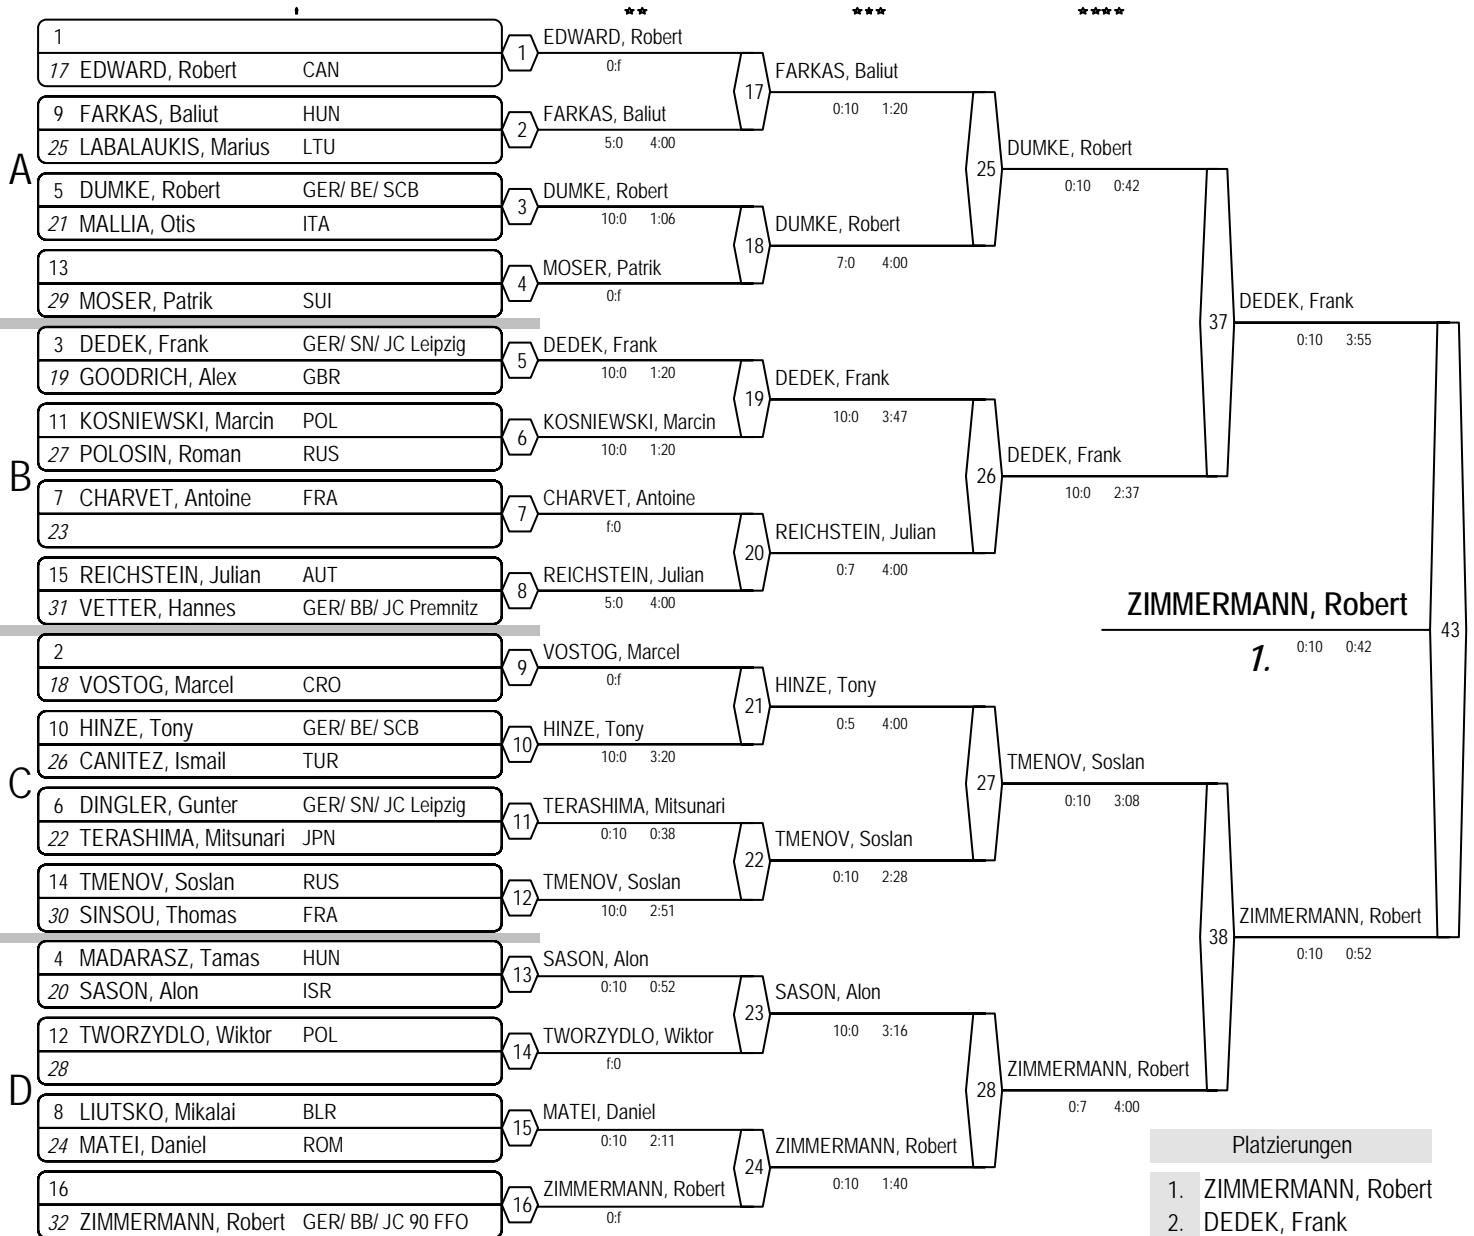 1
17 EDWARD, Robert CAN
9 FARKAS, Baliut HUN
25 LABALAUKIS, Marius LTU
A
5 DUMKE, Robert GER/ BE/ SCB
21 MALLIA, Otis ITA
13
29 MOSER, Patrik SUI
3 DEDEK, Frank GER/ SN/ JC Leipzig
19 GOODRICH, Alex GBR
11 KOSNIEWSKI, Marcin POL
27 POLOSIN, Roman RUS
B
7 CHARVET, Antoine FRA
23
15 REICHSTEIN, Julian AUT
31 VETTER, Hannes GER/ BB/ JC Premnitz
2
18 VOSTOG, Marcel CRO
10 HINZE, Tony GER/ BE/ SCB
26 CANITEZ, Ismail TUR
C
6 DINGLER, Gunter GER/ SN/ JC Leipzig
22 TERASHIMA, Mitsunari JPN
14 TMENOV, Soslan RUS
30 SINSOU, Thomas FRA
4 MADARASZ, Tamas HUN
20 SASON, Alon ISR
12 TWORZYDLO, Wiktor POL
28
D
8 LIUTSKO, Mikalai BLR
24 MATEI, Daniel ROM
16
32 ZIMMERMANN, Robert GER/ BB/ JC 90 FFO
1 EDWARD, Robert
0:f
2 FARKAS, Baliut
5:0 4:00
3 DUMKE, Robert
10:0 1:06
4 MOSER, Patrik
0:f
5 DEDEK, Frank
10:0 1:20
6 KOSNIEWSKI, Marcin
10:0 1:20
7 CHARVET, Antoine
f:0
8 REICHSTEIN, Julian
5:0 4:00
9 VOSTOG, Marcel
0:f
10 HINZE, Tony
10:0 3:20
11 TERASHIMA, Mitsunari
0:10 0:38
12 TMENOV, Soslan
10:0 2:51
13 SASON, Alon
0:10 0:52
14 TWORZYDLO, Wiktor
f:0
15 MATEI, Daniel
0:10 2:11
16 ZIMMERMANN, Robert
0:f
17 FARKAS, Baliut
0:10 1:20
18 DUMKE, Robert
7:0 4:00
19 DEDEK, Frank
10:0 3:47
20 REICHSTEIN, Julian
0:7 4:00
21 HINZE, Tony
0:5 4:00
22 TMENOV, Soslan
0:10 2:28
23 SASON, Alon
10:0 3:16
24 ZIMMERMANN, Robert
0:10 1:40
25 DUMKE, Robert
0:10 0:42
26 DEDEK, Frank
10:0 2:37
27 TMENOV, Soslan
0:10 3:08
28 ZIMMERMANN, Robert
0:7 4:00
37 DEDEK, Frank
0:10 3:55
38 ZIMMERMANN, Robert
0:10 0:52
ZIMMERMANN, Robert
43
1. 0:10 0:42
Platzierungen
1. ZIMMERMANN, Robert
2. DEDEK, Frank